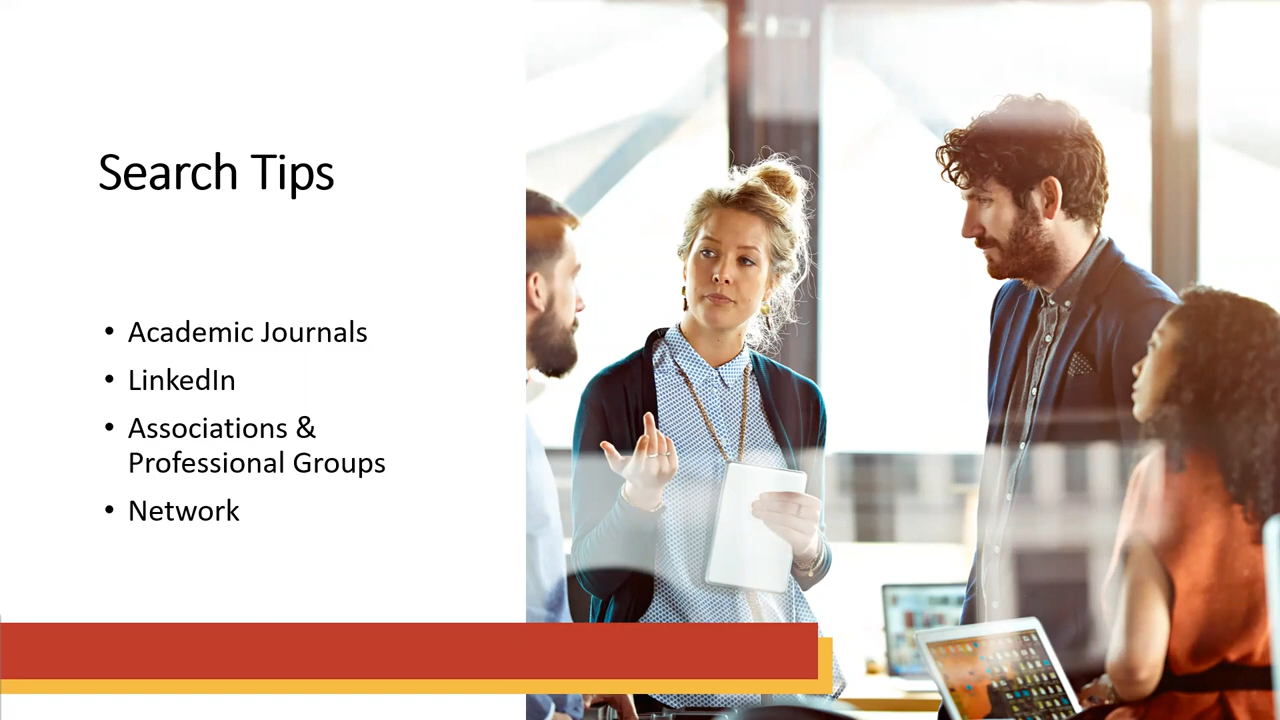 Search Tips
• Academic Journals
• LinkedIn
• Associations &
Professional Groups
• Network